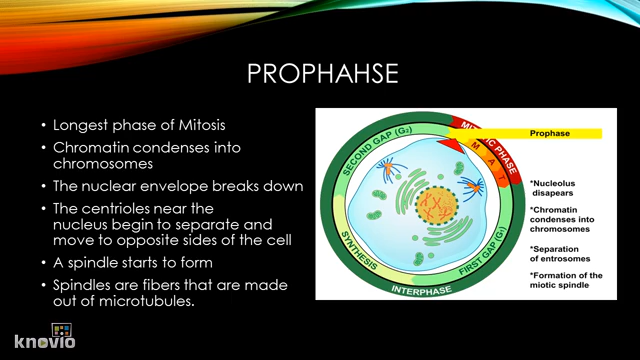 PROPHAHSE
• Longest phase of Mitosis
• Chromatin condenses into
chromosomes
• The nuclear envelope breaks down
• The centrioles near the
nucleus begin to separate and
move to opposite sides of the cell
• A spindle starts to form
• Spindles are fibers that are made
out of microtubules.
SECOND GAP (G2)
MITOTIC PHASE
M A T
Prophase
*Nucleolus
disapears
*Chromatin
condenses into
chromosomes
*Separation
of entrosomes
*Formation of the
miotic spindle
SYNTHESIS
FIRST GAP (G1)
INTERPHASE
knovio